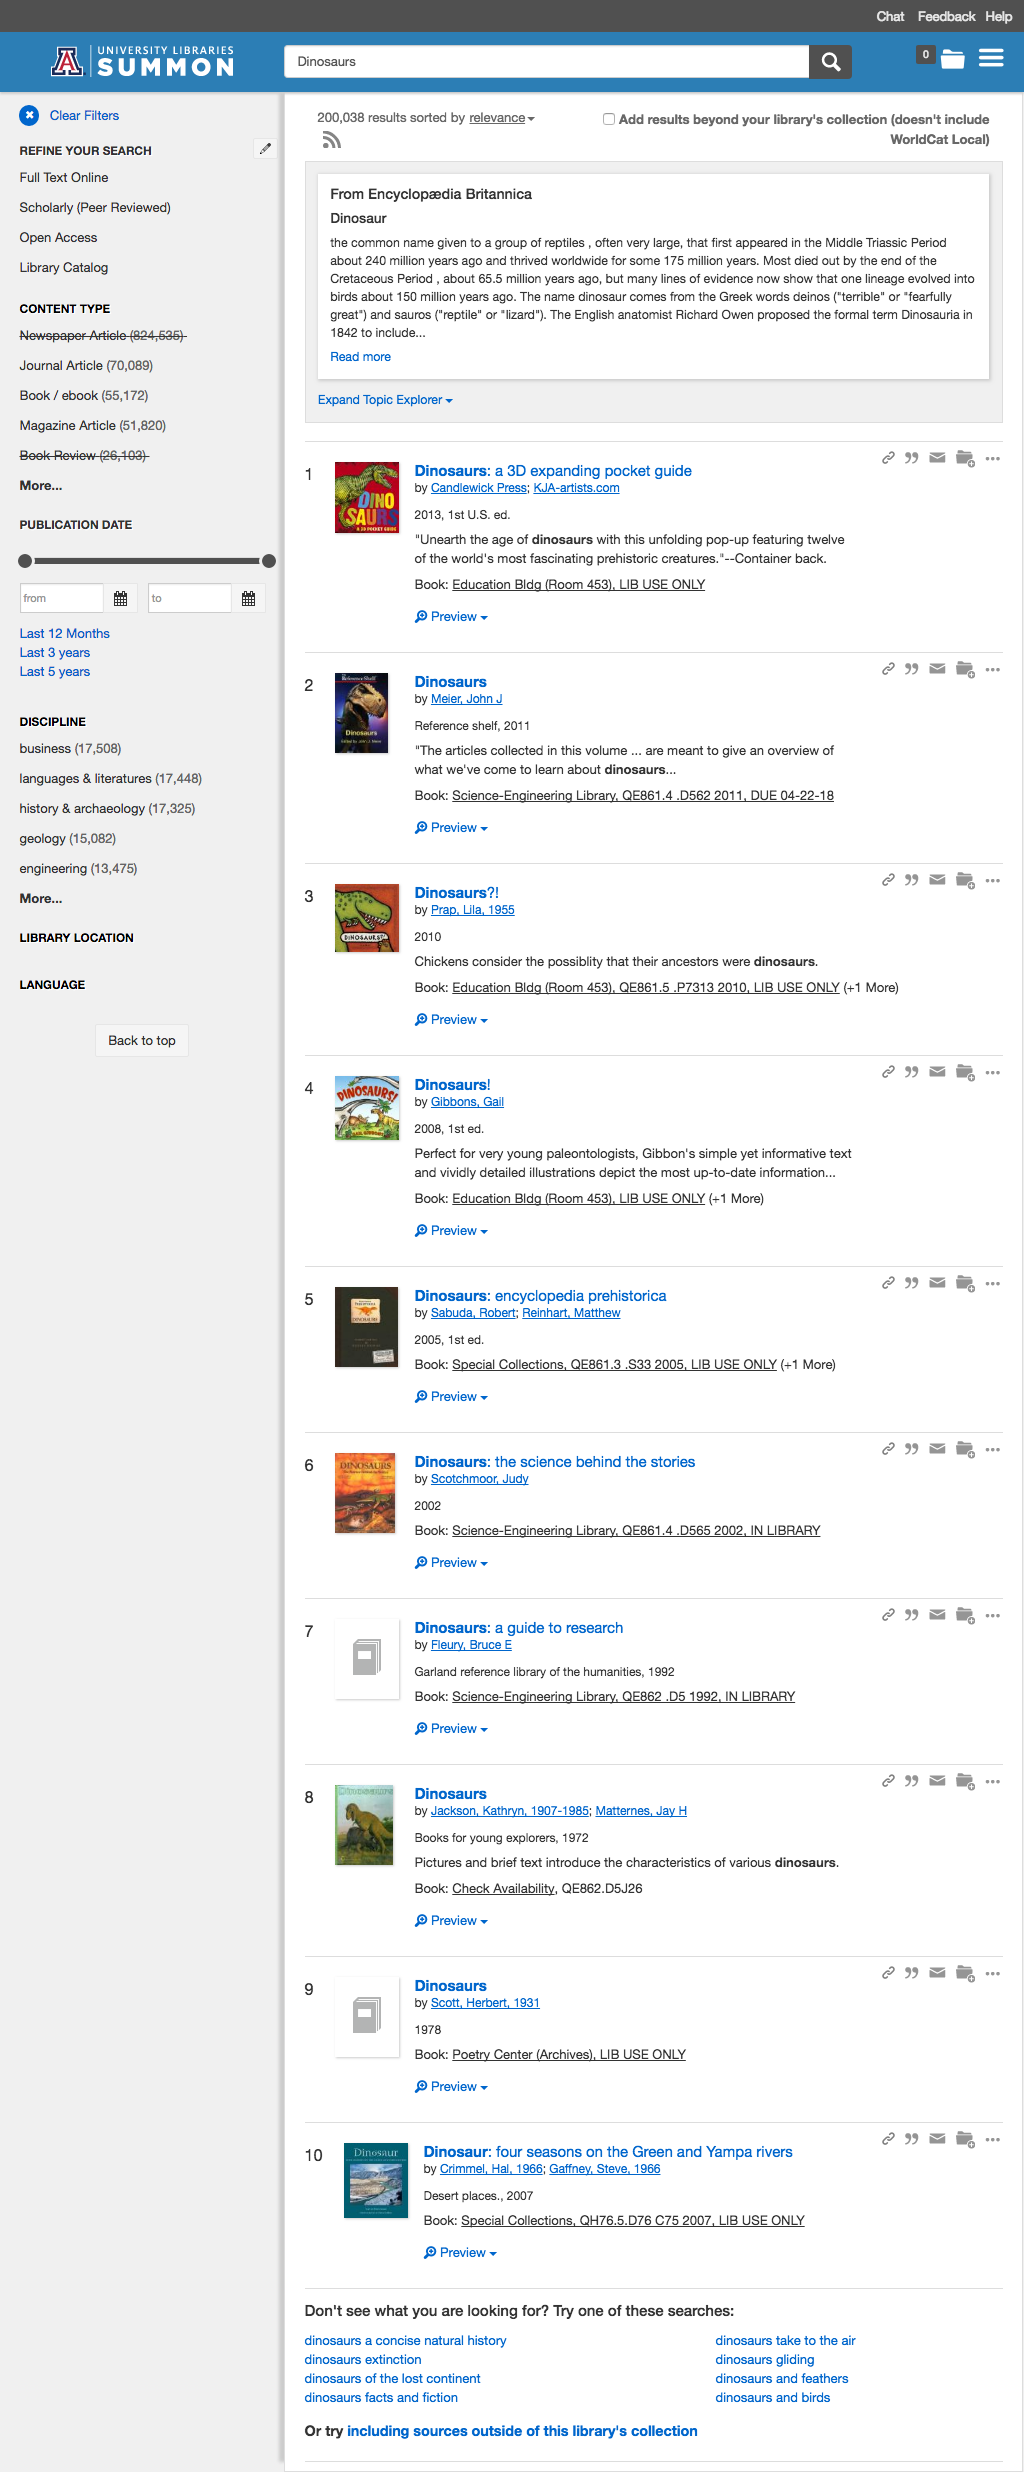 Chat Feedback Help
UNIVERSITY LIBRARIES
SUMMON
Dinosaurs
0
Clear Filters
REFINE YOUR SEARCH
Full Text Online
Scholarly (Peer Reviewed)
Open Access
Library Catalog
CONTENT TYPE
Newspaper Article (824,535)
Journal Article (70,089)
Book / ebook (55,172)
Magazine Article (51,820)
Book Review (26,103)
More...
PUBLICATION DATE
from to
Last 12 Months
Last 3 years
Last 5 years
DISCIPLINE
business (17,508)
languages & literatures (17,448)
history & archaeology (17,325)
geology (15,082)
engineering (13,475)
More...
LIBRARY LOCATION
LANGUAGE
Back to top
200,038 results sorted by relevance
Add results beyond your library's collection (doesn't include
WorldCat Local)
From Encyclopædia Britannica
Dinosaur
the common name given to a group of reptiles , often very large, that first appeared in the Middle Triassic Period
about 240 million years ago and thrived worldwide for some 175 million years. Most died out by the end of the
Cretaceous Period , about 65.5 million years ago, but many lines of evidence now show that one lineage evolved into
birds about 150 million years ago. The name dinosaur comes from the Greek words deinos ("terrible" or "fearfully
great") and sauros ("reptile" or "lizard"). The English anatomist Richard Owen proposed the formal term Dinosauria in
1842 to include...
Read more
Expand Topic Explorer
1
DINO
SAURS
A 3D POCKET GUIDE
Dinosaurs: a 3D expanding pocket guide
by Candlewick Press; KJA-artists.com
2013, 1st U.S. ed.
"Unearth the age of dinosaurs with this unfolding pop-up featuring twelve
of the world's most fascinating prehistoric creatures."--Container back.
Book: Education Bldg (Room 453), LIB USE ONLY
Preview
2
Dinosaurs
Dinosaurs
by Meier, John J
Reference shelf, 2011
"The articles collected in this volume ... are meant to give an overview of
what we've come to learn about dinosaurs...
Book: Science-Engineering Library, QE861.4 .D562 2011, DUE 04-22-18
Preview
3
DINOSAURS?!
Dinosaurs?!
by Prap, Lila, 1955
2010
Chickens consider the possiblity that their ancestors were dinosaurs.
Book: Education Bldg (Room 453), QE861.5 .P7313 2010, LIB USE ONLY (+1 More)
Preview
4
DINOSAURS!
GAIL GIBBONS
Dinosaurs!
by Gibbons, Gail
2008, 1st ed.
Perfect for very young paleontologists, Gibbon's simple yet informative text
and vividly detailed illustrations depict the most up-to-date information...
Book: Education Bldg (Room 453), LIB USE ONLY (+1 More)
Preview
5
DINOSAURS
Dinosaurs: encyclopedia prehistorica
by Sabuda, Robert; Reinhart, Matthew
2005, 1st ed.
Book: Special Collections, QE861.3 .S33 2005, LIB USE ONLY (+1 More)
Preview
6
DINOSAURS
Dinosaurs: the science behind the stories
by Scotchmoor, Judy
2002
Book: Science-Engineering Library, QE861.4 .D565 2002, IN LIBRARY
Preview
7
Dinosaurs: a guide to research
by Fleury, Bruce E
Garland reference library of the humanities, 1992
Book: Science-Engineering Library, QE862 .D5 1992, IN LIBRARY
Preview
8
Dinosaurs
Dinosaurs
by Jackson, Kathryn, 1907-1985; Matternes, Jay H
Books for young explorers, 1972
Pictures and brief text introduce the characteristics of various dinosaurs.
Book: Check Availability, QE862.D5J26
Preview
9
Dinosaurs
by Scott, Herbert, 1931
1978
Book: Poetry Center (Archives), LIB USE ONLY
Preview
10
Dinosaur
Dinosaur: four seasons on the Green and Yampa rivers
by Crimmel, Hal, 1966; Gaffney, Steve, 1966
Desert places., 2007
Book: Special Collections, QH76.5.D76 C75 2007, LIB USE ONLY
Preview
Don't see what you are looking for? Try one of these searches:
dinosaurs a concise natural history
dinosaurs extinction
dinosaurs of the lost continent
dinosaurs facts and fiction
dinosaurs take to the air
dinosaurs gliding
dinosaurs and feathers
dinosaurs and birds
Or try including sources outside of this library's collection